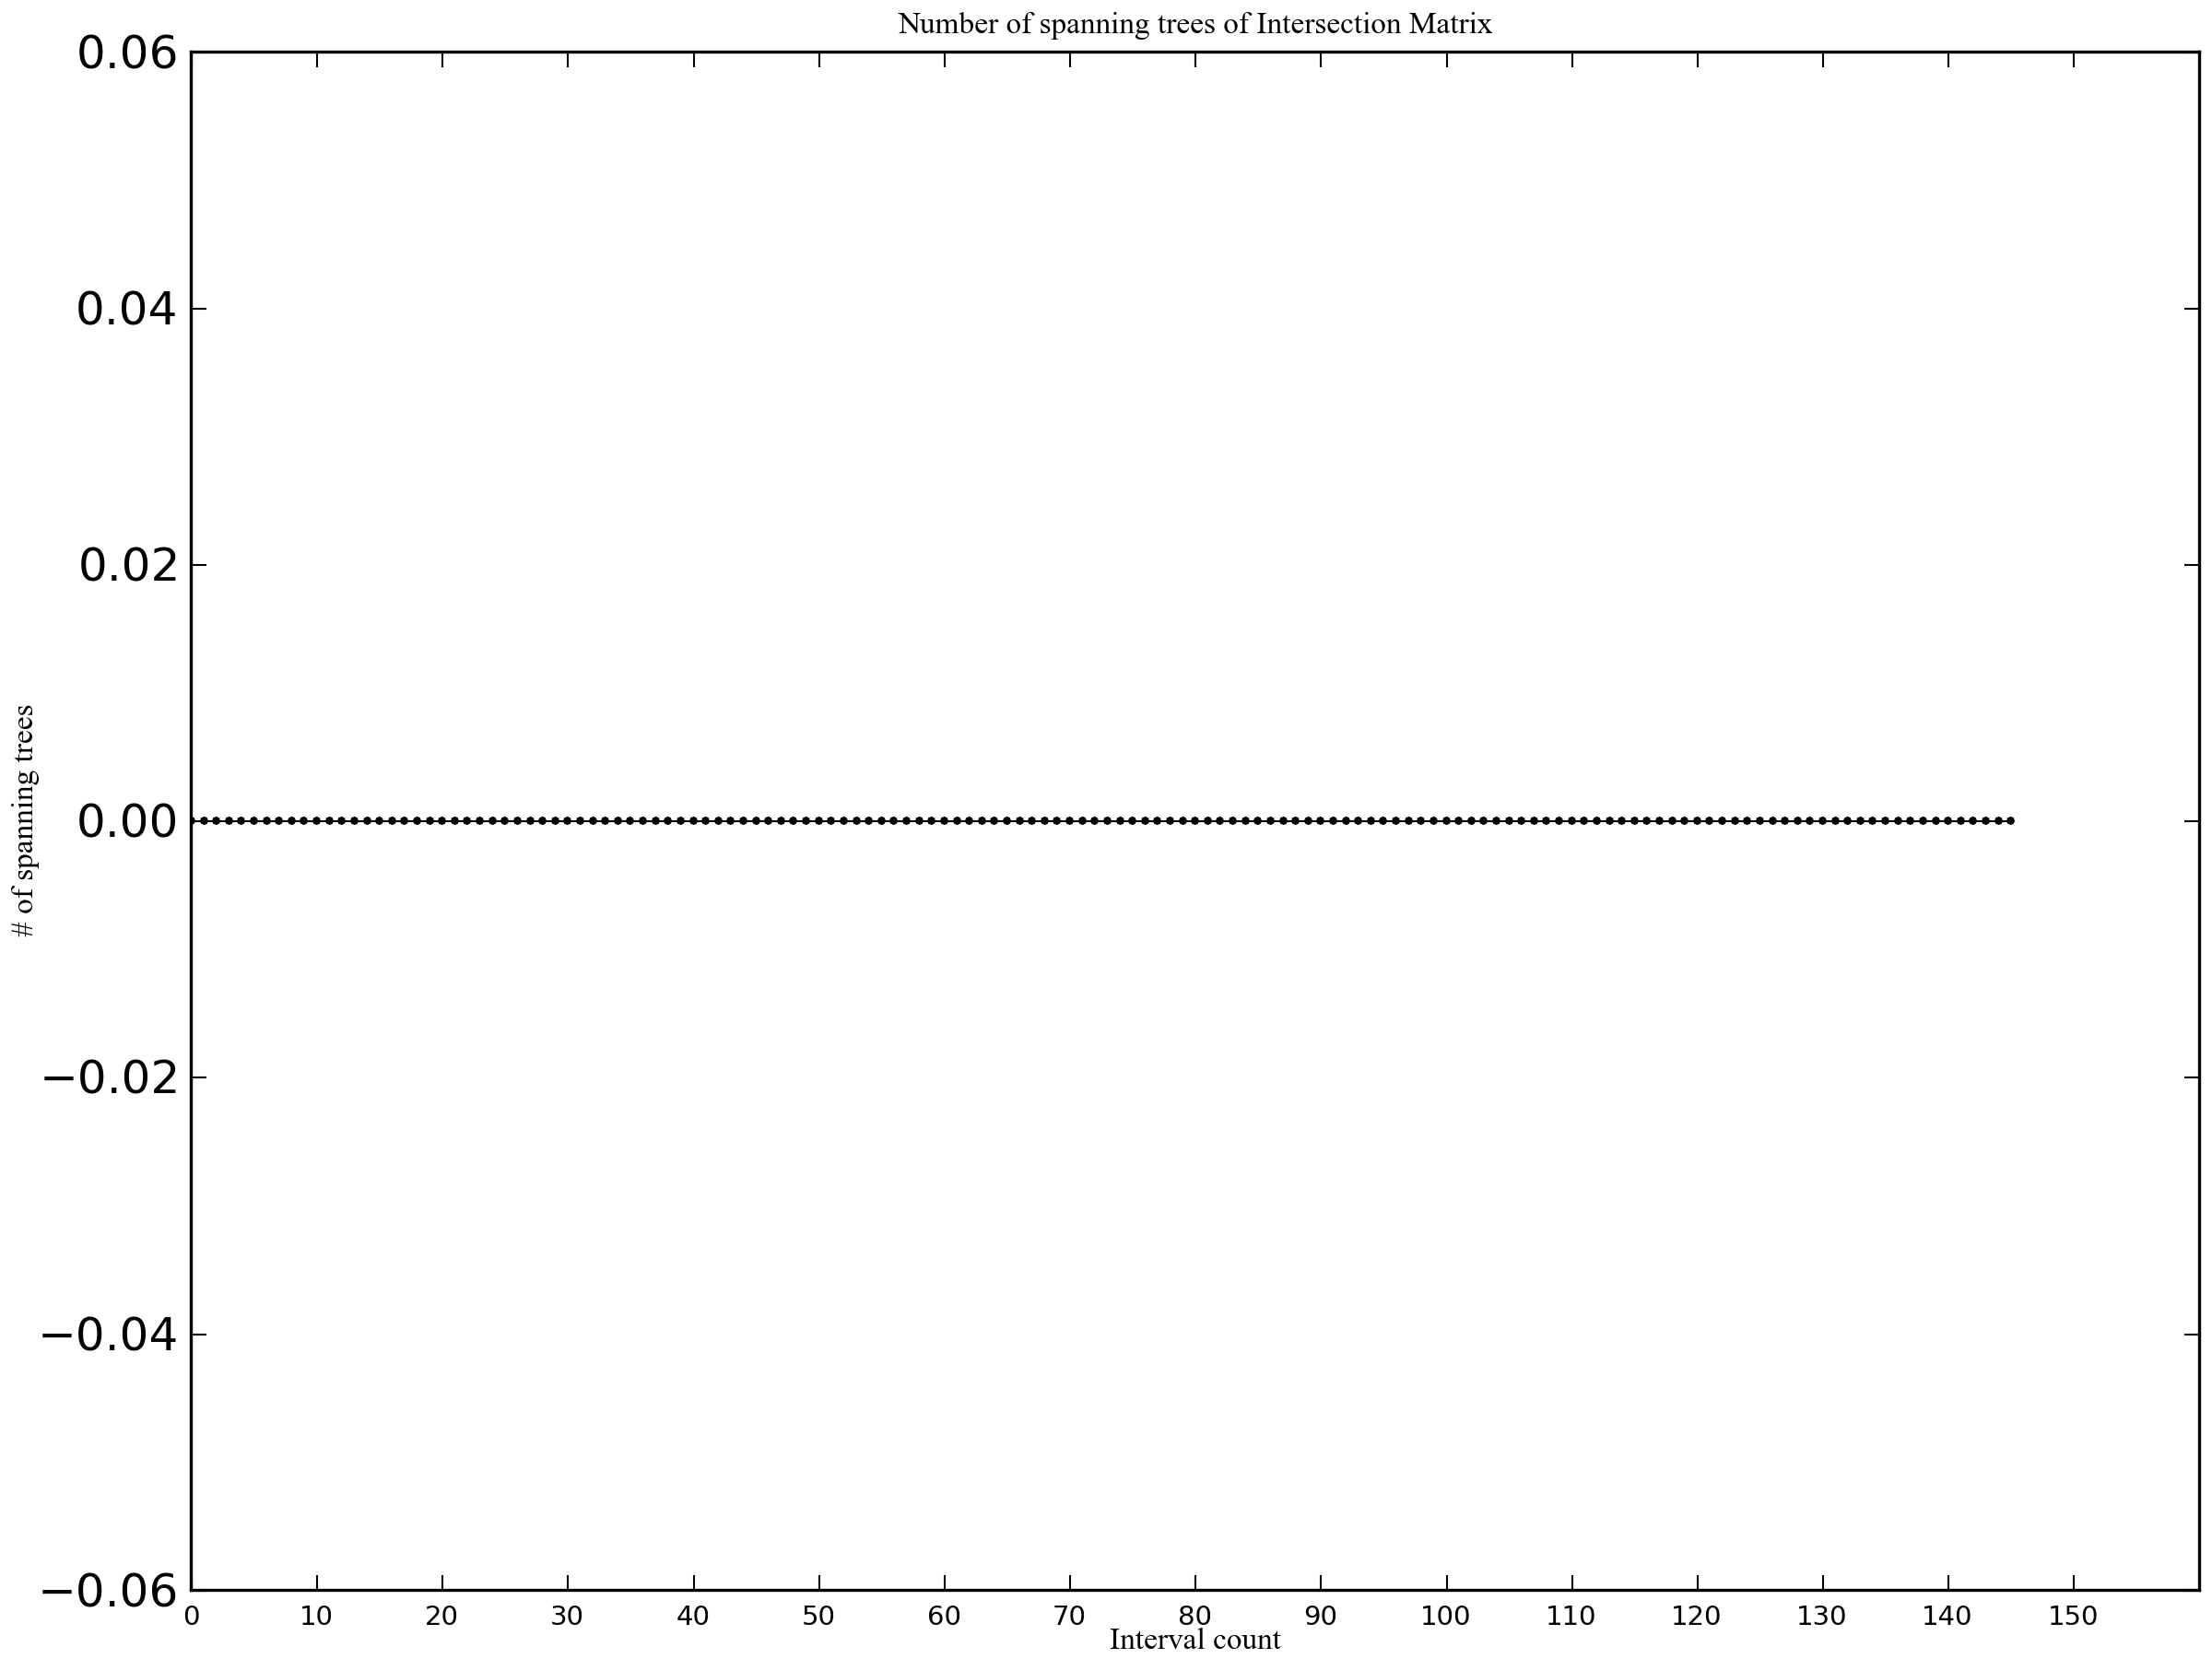 Number of spanning trees of Intersection Matrix
0.06
0.04
0.02
0.00
−0.02
−0.04
−0.06
# of spanning trees
0 10 20 30 40 50 60 70 80 90 100 110 120 130 140 150
Interval count